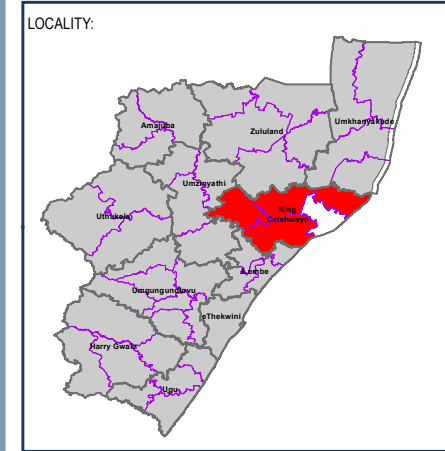 LOCALITY:
Amajuba
Zululand
Umkhanyakude
Umzinyathi
King
Cetshwayo
Uthukela
iLembe
Umgungundlovu
eThekwini
Harry Gwala
Ugu